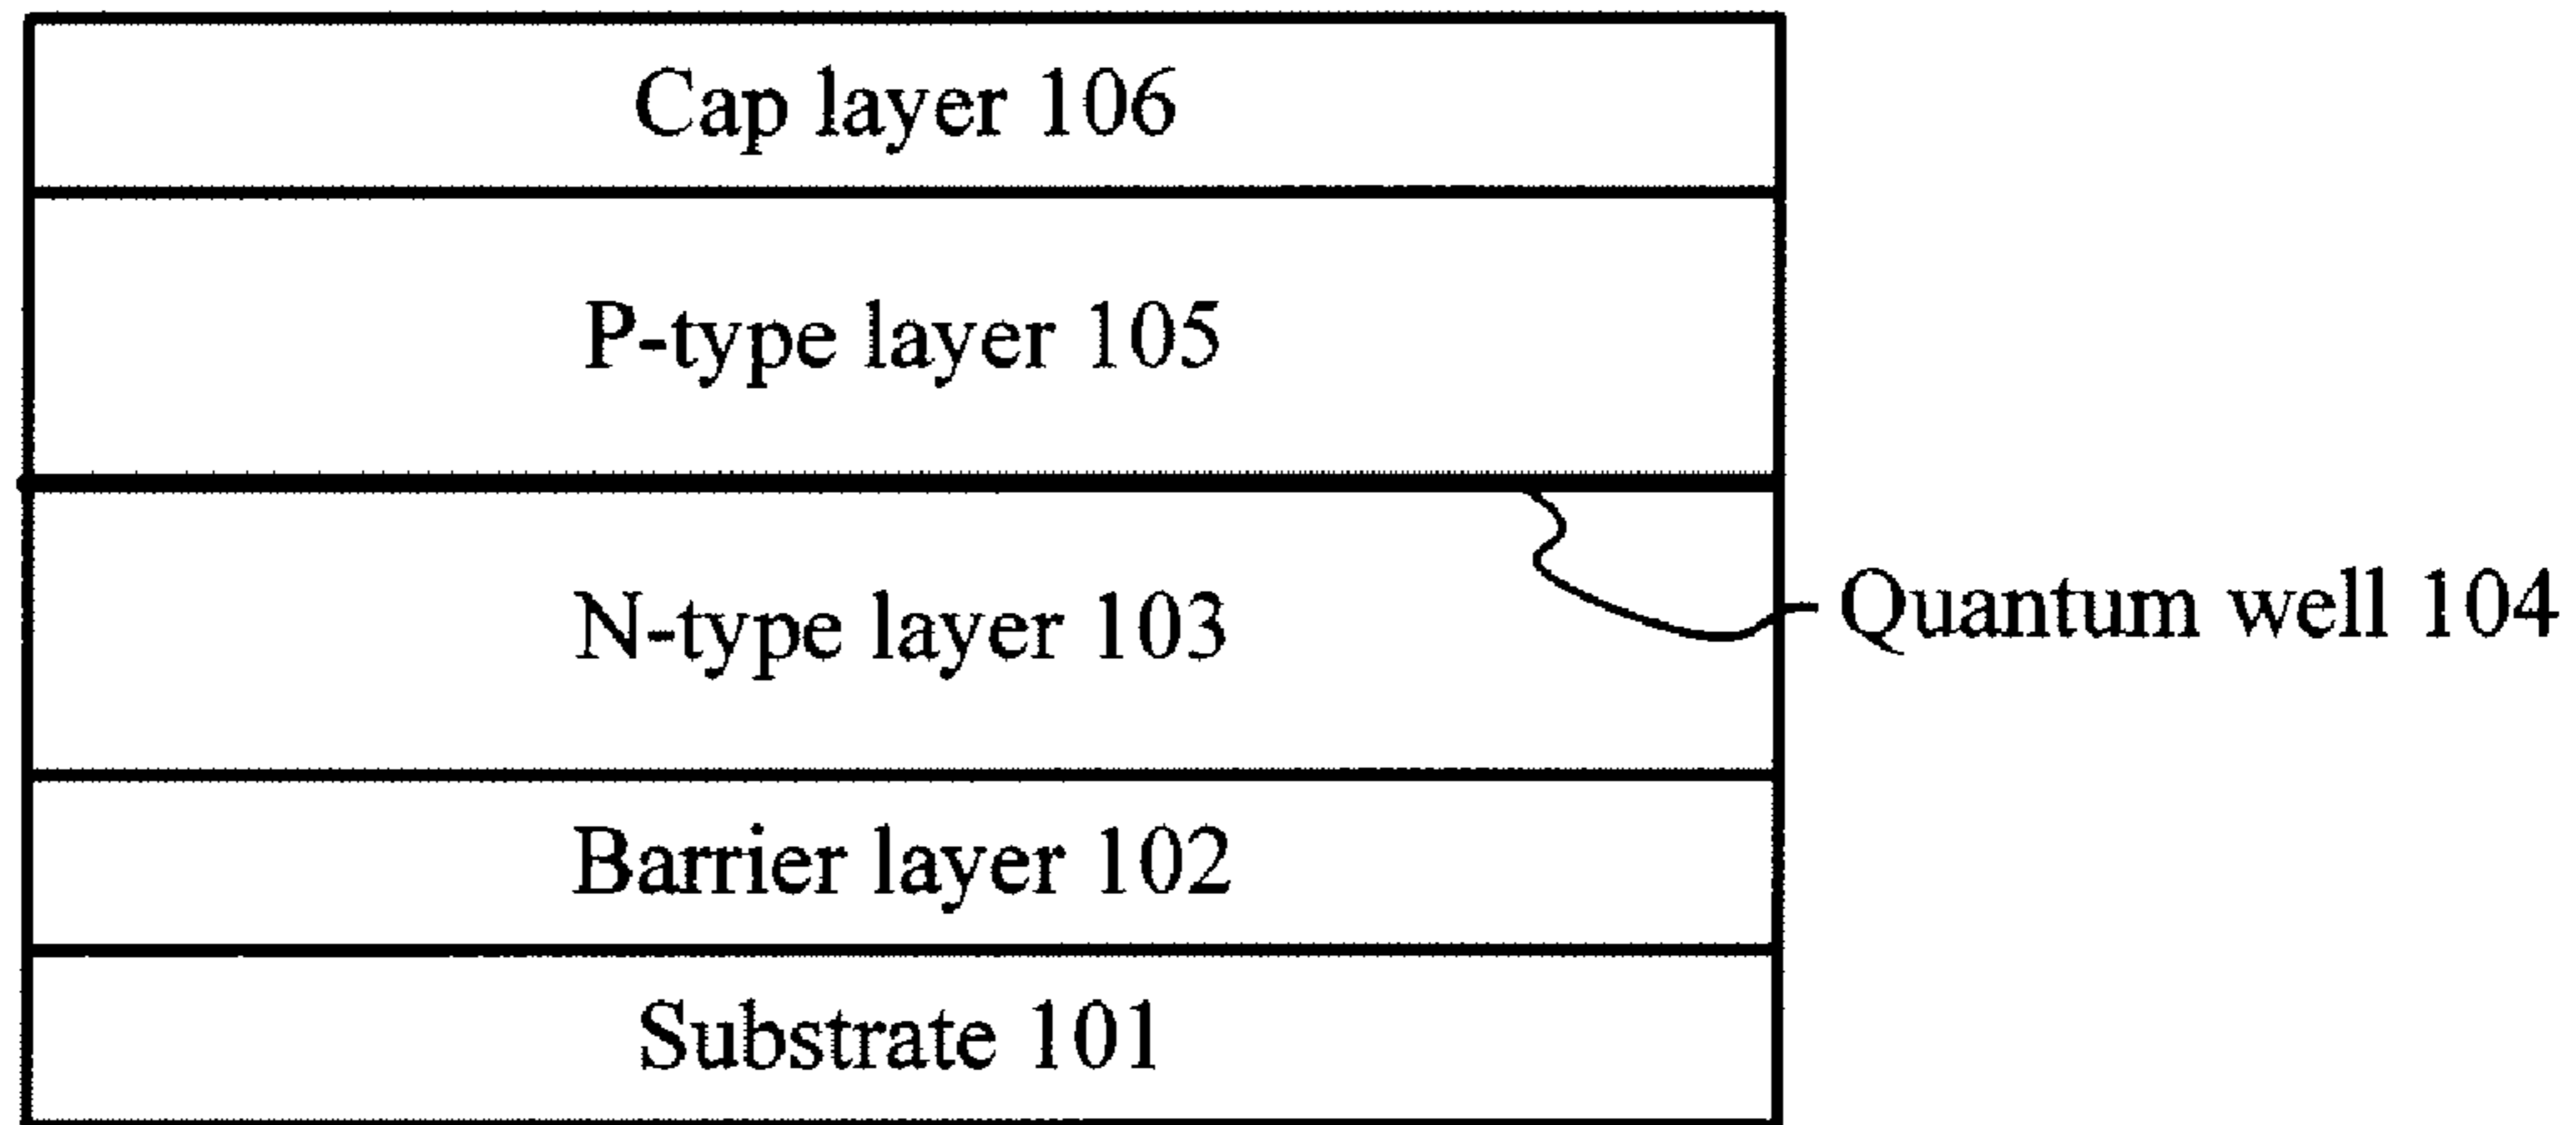 Cap layer 106
P-type layer 105
N-type layer 103
Quantum well 104
Barrier layer 102
Substrate 101